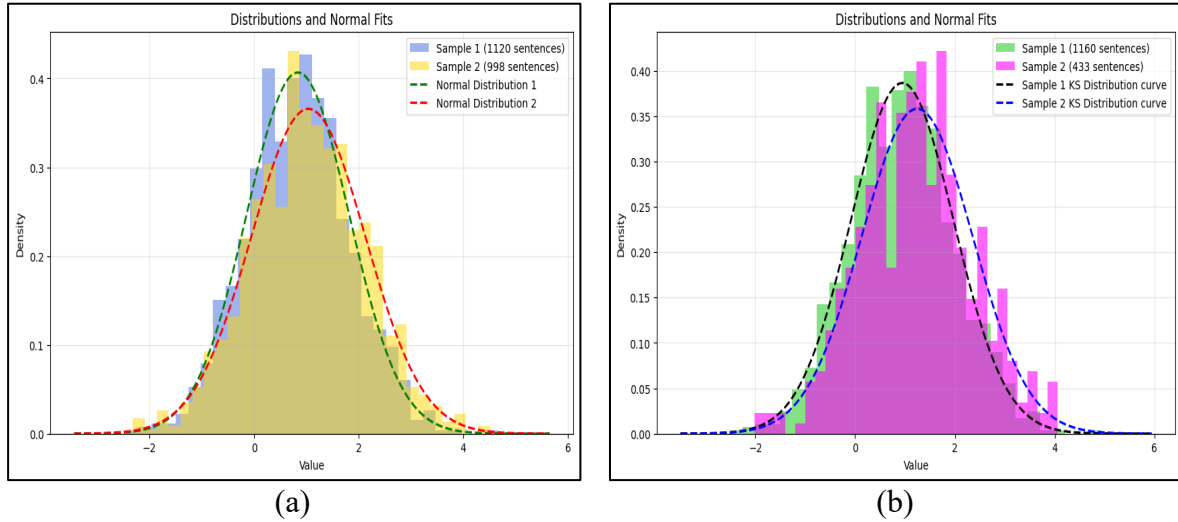 Distributions and Normal Fits
Sample 1 (1120 sentences)
Sample 2 (998 sentences)
Normal Distribution 1
Normal Distribution 2
0.4
0.3
0.2
0.1
0.0
Density
−2
0
2
4
6
Value
(a)
Distributions and Normal Fits
Sample 1 (1160 sentences)
Sample 2 (433 sentences)
Sample 1 KS Distribution curve
Sample 2 KS Distribution curve
0.40
0.35
0.30
0.25
0.20
0.15
0.10
0.05
0.00
Density
−2
0
2
4
6
Value
(b)